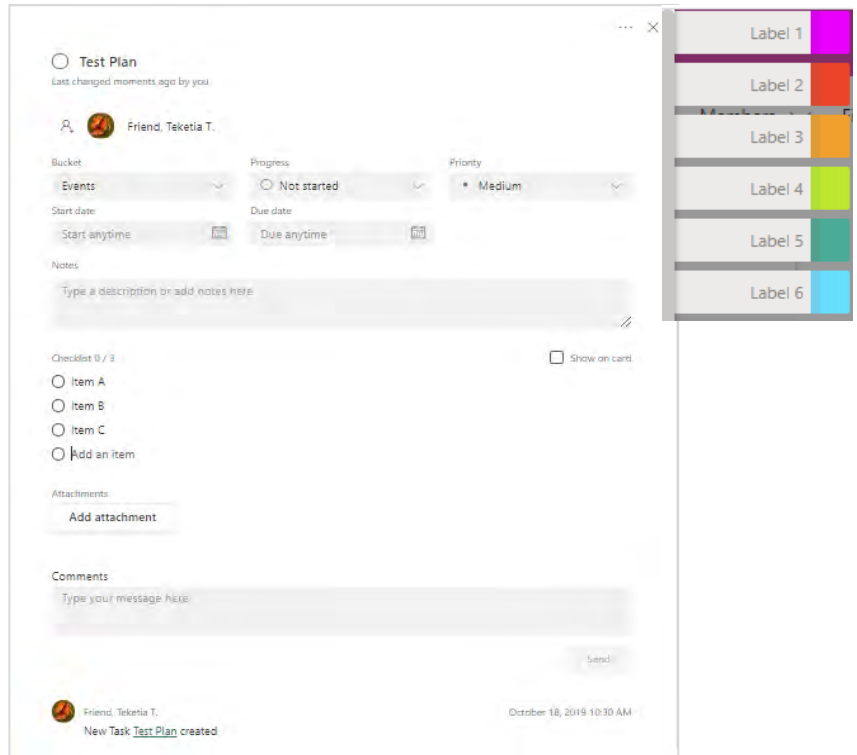 Test Plan
Last changed moments ago by you
Friend, Teketia T.
Bucket Progress Priority
Events Not started • Medium
Start date Due date
Start anytime Due anytime
Notes
Type a description or add notes here
Checklist 0 / 3 Show on card
Item A
Item B
Item C
Add an item
Attachments
Add attachment
Comments
Type your message here
Send
Friend, Teketia T. October 18, 2019 10:30 AM
New Task Test Plan created
Label 1
Label 2
Members
Label 3
Label 4
Label 5
Label 6